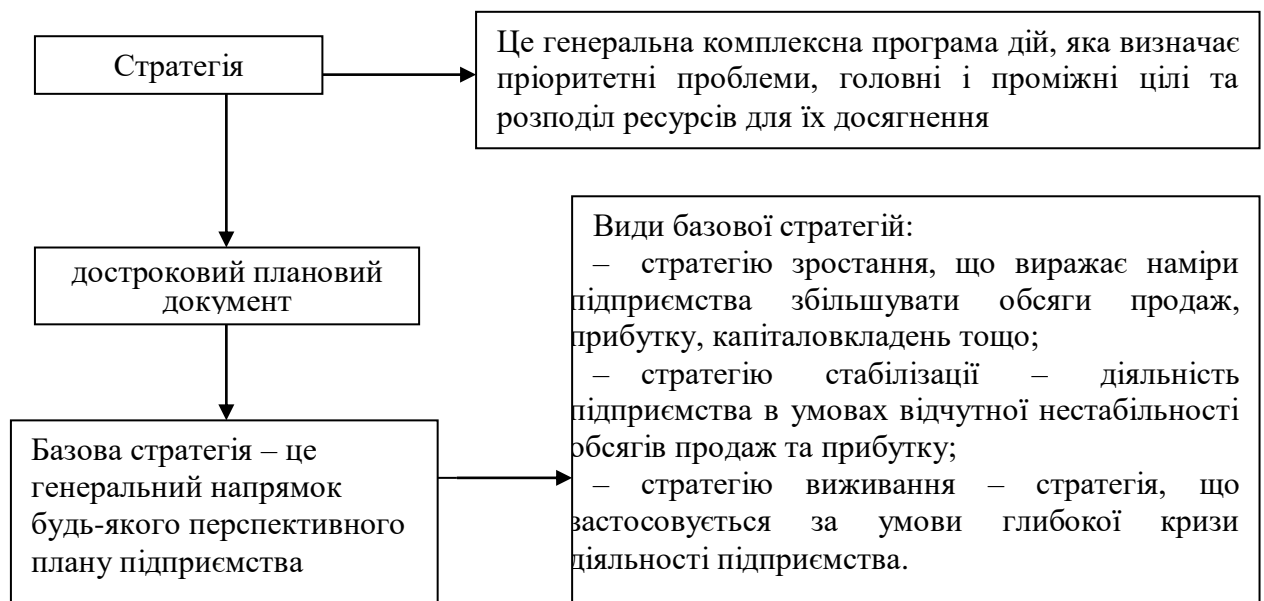 Стратегія
Це генеральна комплексна програма дій, яка визначає
пріоритетні проблеми, головні і проміжні цілі та
розподіл ресурсів для їх досягнення
достроковий плановий
документ
Види базової стратегій:
– стратегію зростання, що виражає наміри
підприємства збільшувати обсяги продаж,
прибутку, капіталовкладень тощо;
– стратегію стабілізації – діяльність
підприємства в умовах відчутної нестабільності
обсягів продаж та прибутку;
– стратегію виживання – стратегія, що
застосовується за умови глибокої кризи
діяльності підприємства.
Базова стратегія – це
генеральний напрямок
будь-якого перспективного
плану підприємства